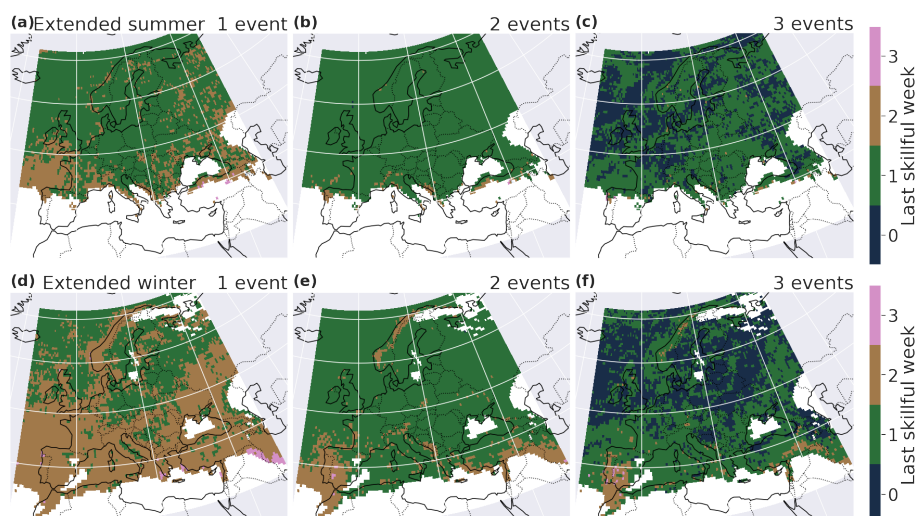 (a) Extended summer 1 event
(b) 2 events
(c) 3 events
3
2
1
0
Last skillful week
(d) Extended winter 1 event
(e) 2 events
(f) 3 events
3
2
1
0
Last skillful week